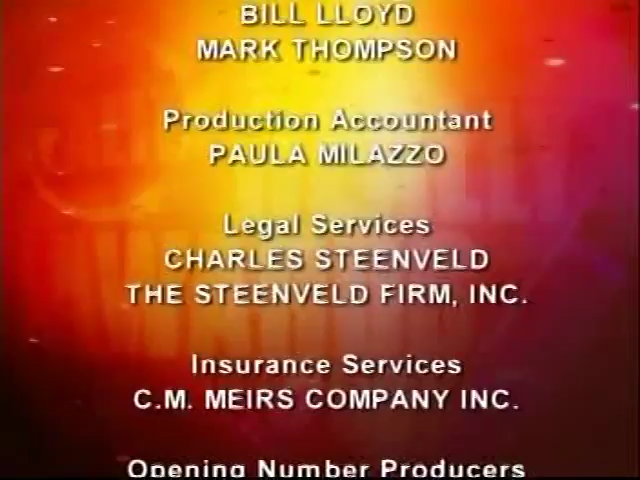 BILL LLOYD
MARK THOMPSON
Production Accountant
PAULA MILAZZO
Legal Services
CHARLES STEENVELD
THE STEENVELD FIRM, INC.
Insurance Services
C.M. MEIRS COMPANY INC.
Opening Number Producers